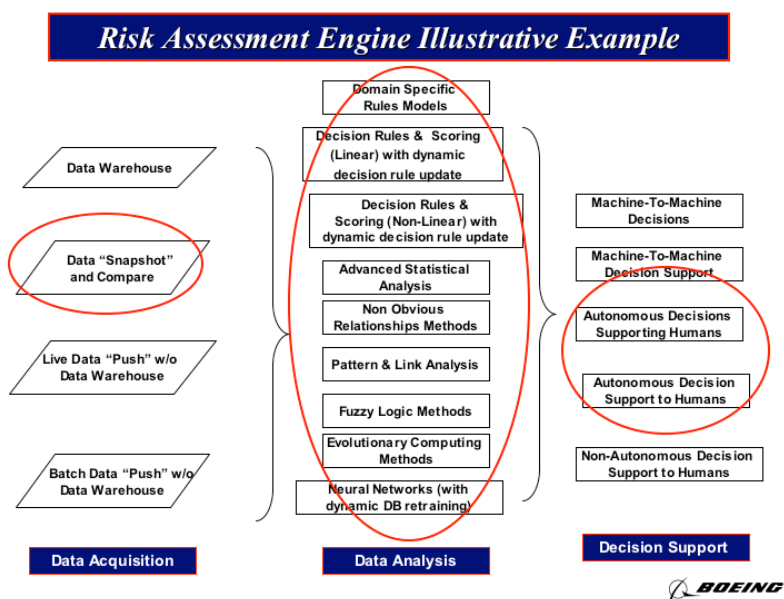 Risk Assessment Engine Illustrative Example
Data Warehouse
Data “Snapshot”
and Compare
Live Data “Push” w/o
Data Warehouse
Batch Data “Push” w/o
Data Warehouse
Data Acquisition
Domain Specific
Rules Models
Decision Rules & Scoring
(Linear) with dynamic
decision rule update
Decision Rules &
Scoring (Non-Linear) with
dynamic decision rule update
Advanced Statistical
Analysis
Non Obvious
Relationships Methods
Pattern & Link Analysis
Fuzzy Logic Methods
Evolutionary Computing
Methods
Neural Networks (with
dynamic DB retraining)
Data Analysis
Machine-To-Machine
Decisions
Machine-To-Machine
Decision Support
Autonomous Decisions
Supporting Humans
Autonomous Decision
Support to Humans
Non-Autonomous Decision
Support to Humans
Decision Support
BOEING